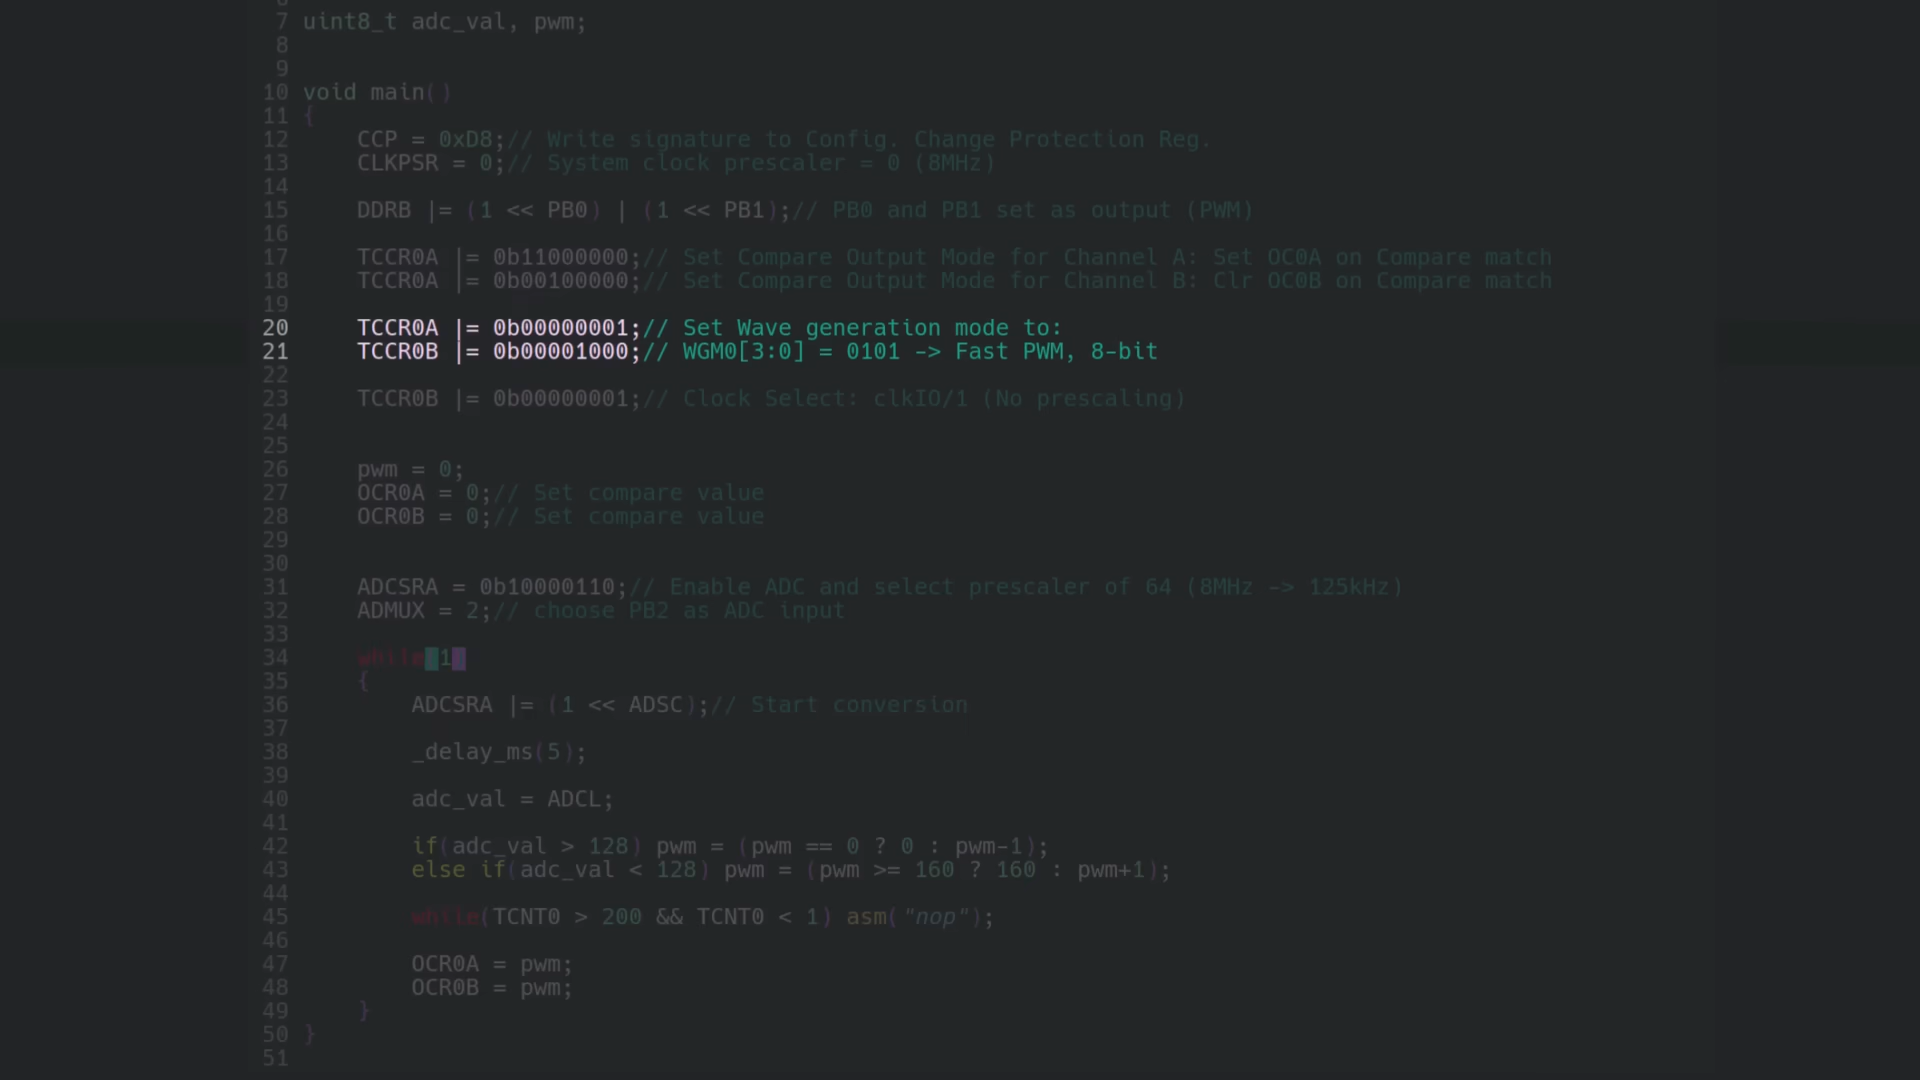 7 uint8_t adc_val, pwm;
8
9
10 void main()
11 {
12 CCP = 0xD8;// Write signature to Config. Change Protection Reg.
13 CLKPSR = 0;// System clock prescaler = 0 (8MHz)
14
15 DDRB |= (1 << PB0) | (1 << PB1);// PB0 and PB1 set as output (PWM)
16
17 TCCR0A |= 0b11000000;// Set Compare Output Mode for Channel A: Set OC0A on Compare match
18 TCCR0A |= 0b00100000;// Set Compare Output Mode for Channel B: Clr OC0B on Compare match
19
20 TCCR0A |= 0b00000001;// Set Wave generation mode to:
21 TCCR0B |= 0b00001000;// WGM0[3:0] = 0101 -> Fast PWM, 8-bit
22
23 TCCR0B |= 0b00000001;// Clock Select: clkIO/1 (No prescaling)
24
25
26 pwm = 0;
27 OCR0A = 0;// Set compare value
28 OCR0B = 0;// Set compare value
29
30
31 ADCSRA = 0b10000110;// Enable ADC and select prescaler of 64 (8MHz -> 125kHz)
32 ADMUX = 2;// choose PB2 as ADC input
33
34 while(1)
35 {
36 ADCSRA |= (1 << ADSC);// Start conversion
37
38 _delay_ms(5);
39
40 adc_val = ADCL;
41
42 if(adc_val > 128) pwm = (pwm == 0 ? 0 : pwm-1);
43 else if(adc_val < 128) pwm = (pwm >= 160 ? 160 : pwm+1);
44
45 while(TCNT0 > 200 && TCNT0 < 1) asm("nop");
46
47 OCR0A = pwm;
48 OCR0B = pwm;
49 }
50 }
51